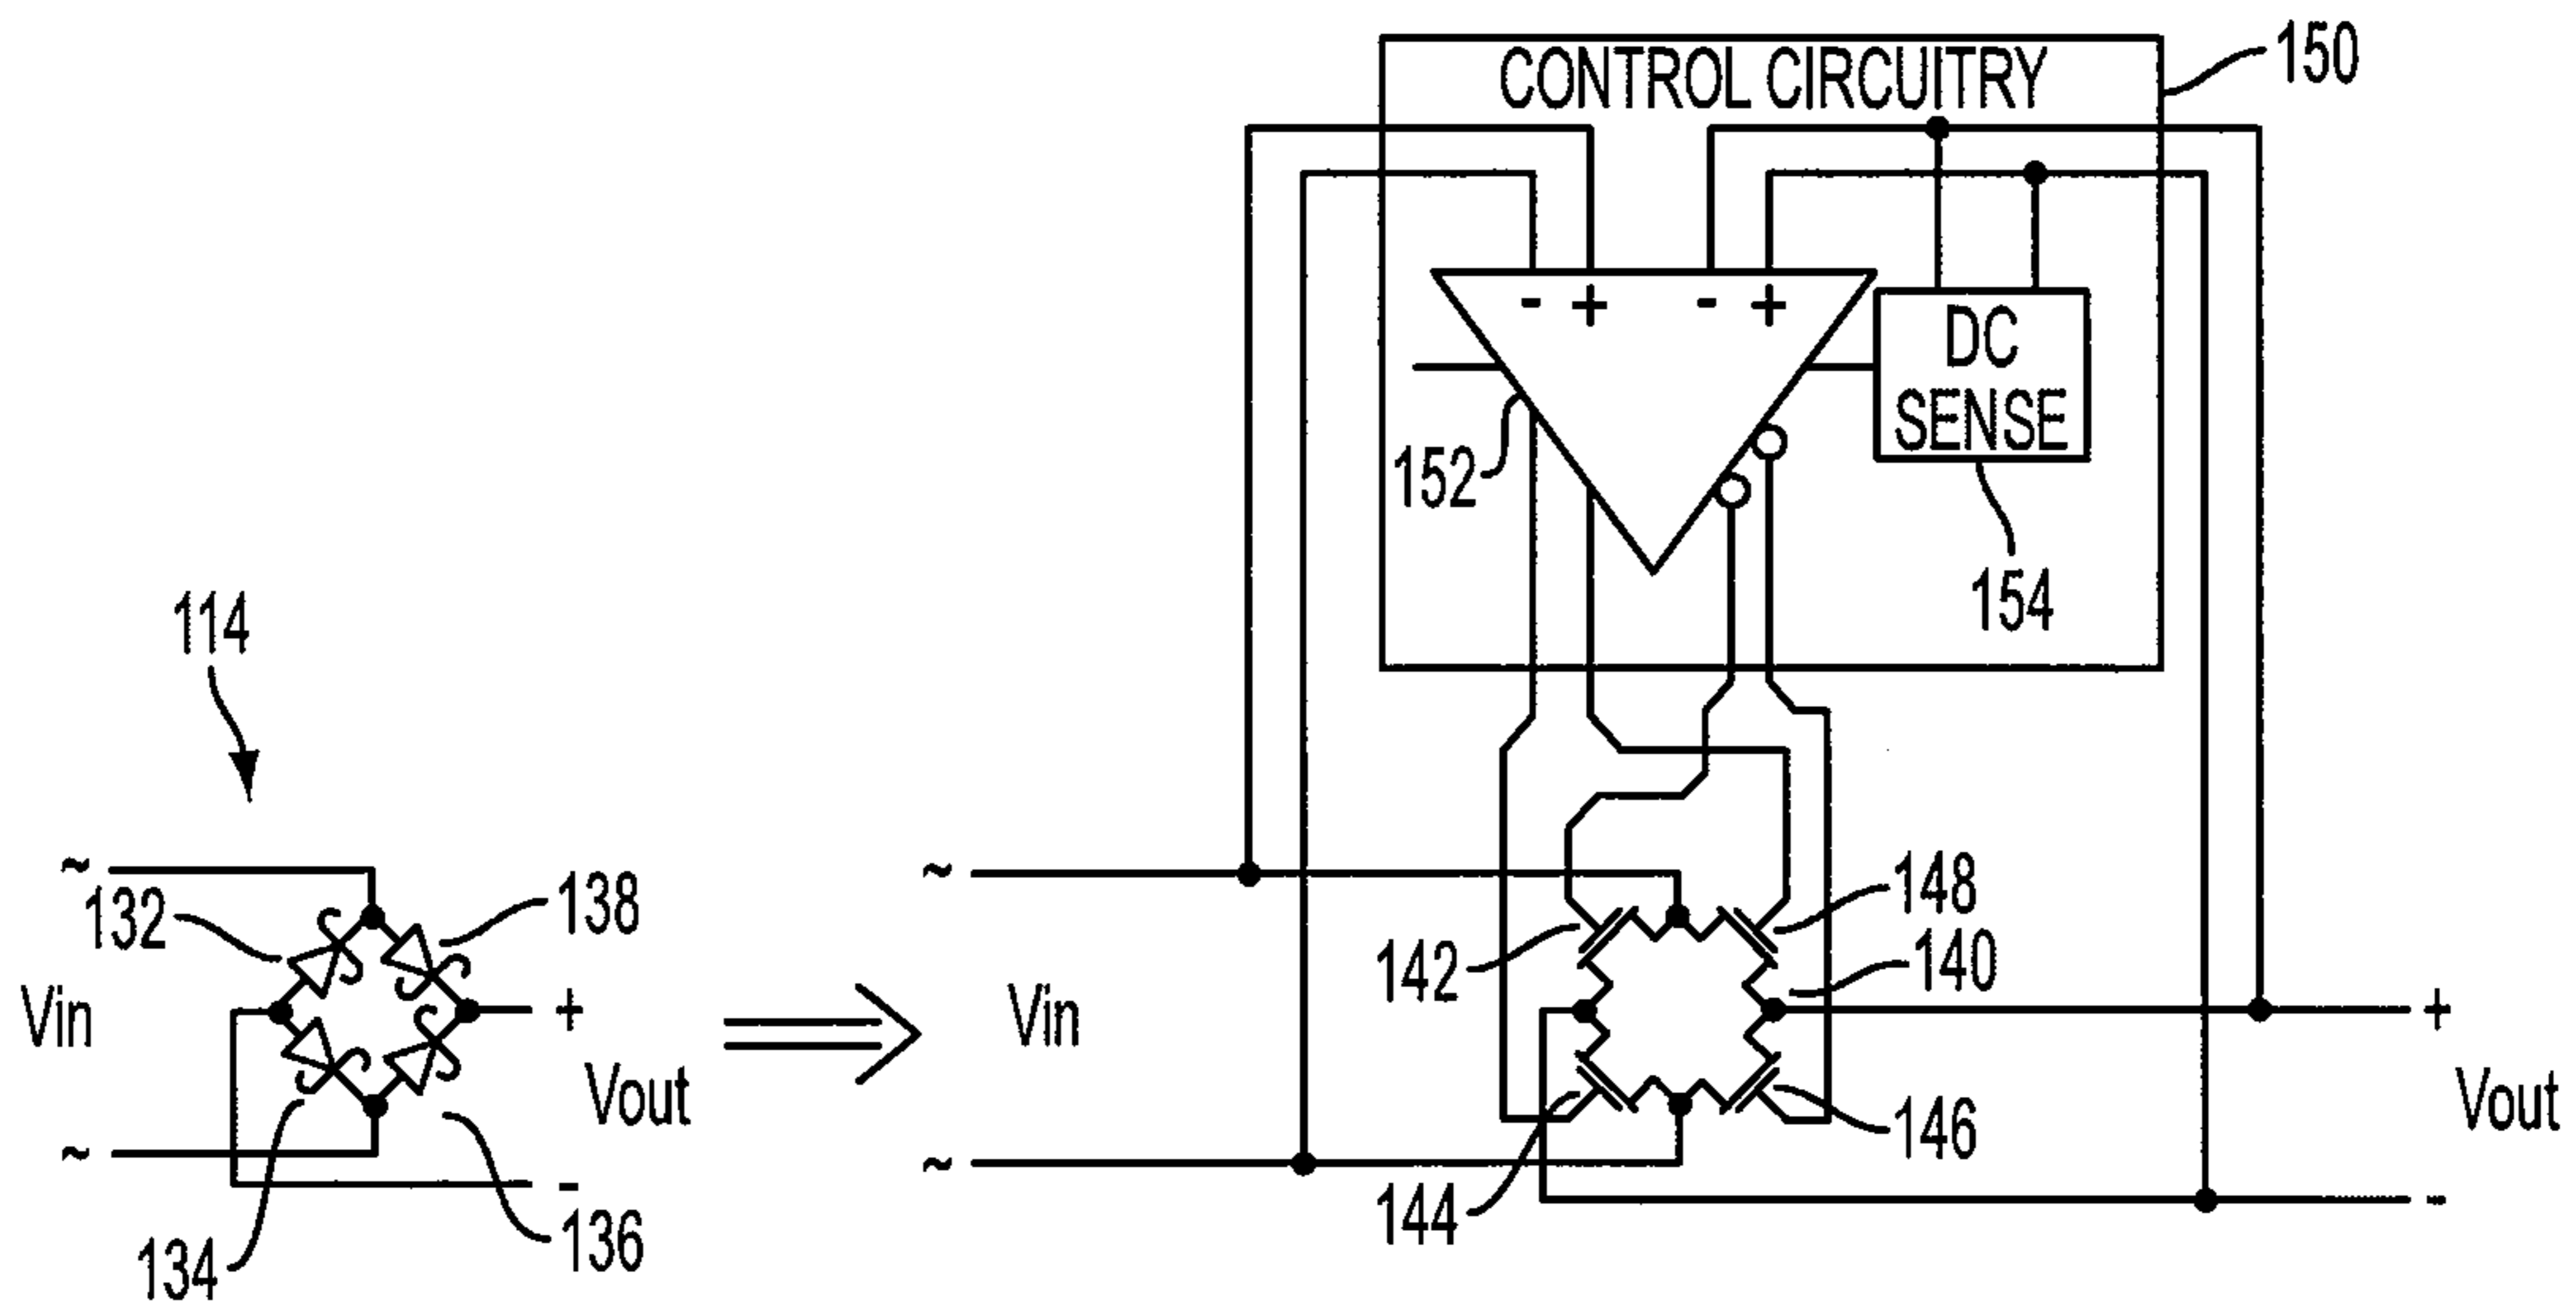 CONTROL CIRCUITRY
150
- + - +
DC
SENSE
152
154
114
~
132
138
Vin
+
Vout
~
-
134
136
~
Vin
~
142
148
140
144
146
+
Vout
-